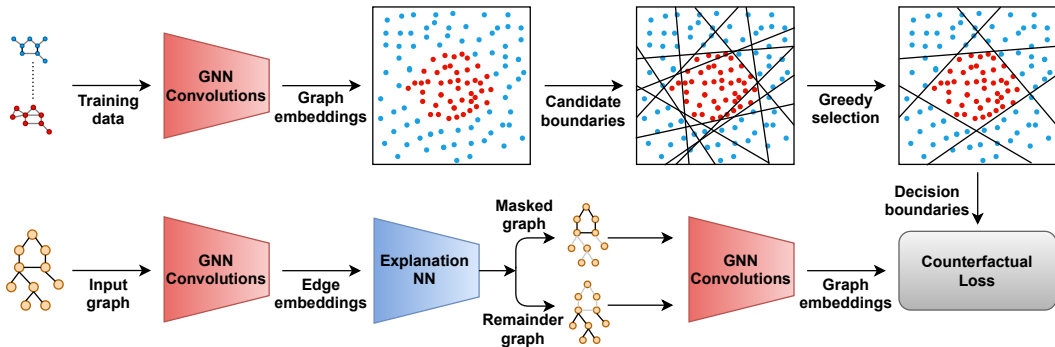 Training
data
GNN
Convolutions
Graph
embeddings
Candidate
boundaries
Greedy
selection
Decision
boundaries
Input
graph
GNN
Convolutions
Edge
embeddings
Explanation
NN
Masked
graph
Remainder
graph
GNN
Convolutions
Graph
embeddings
Counterfactual
Loss